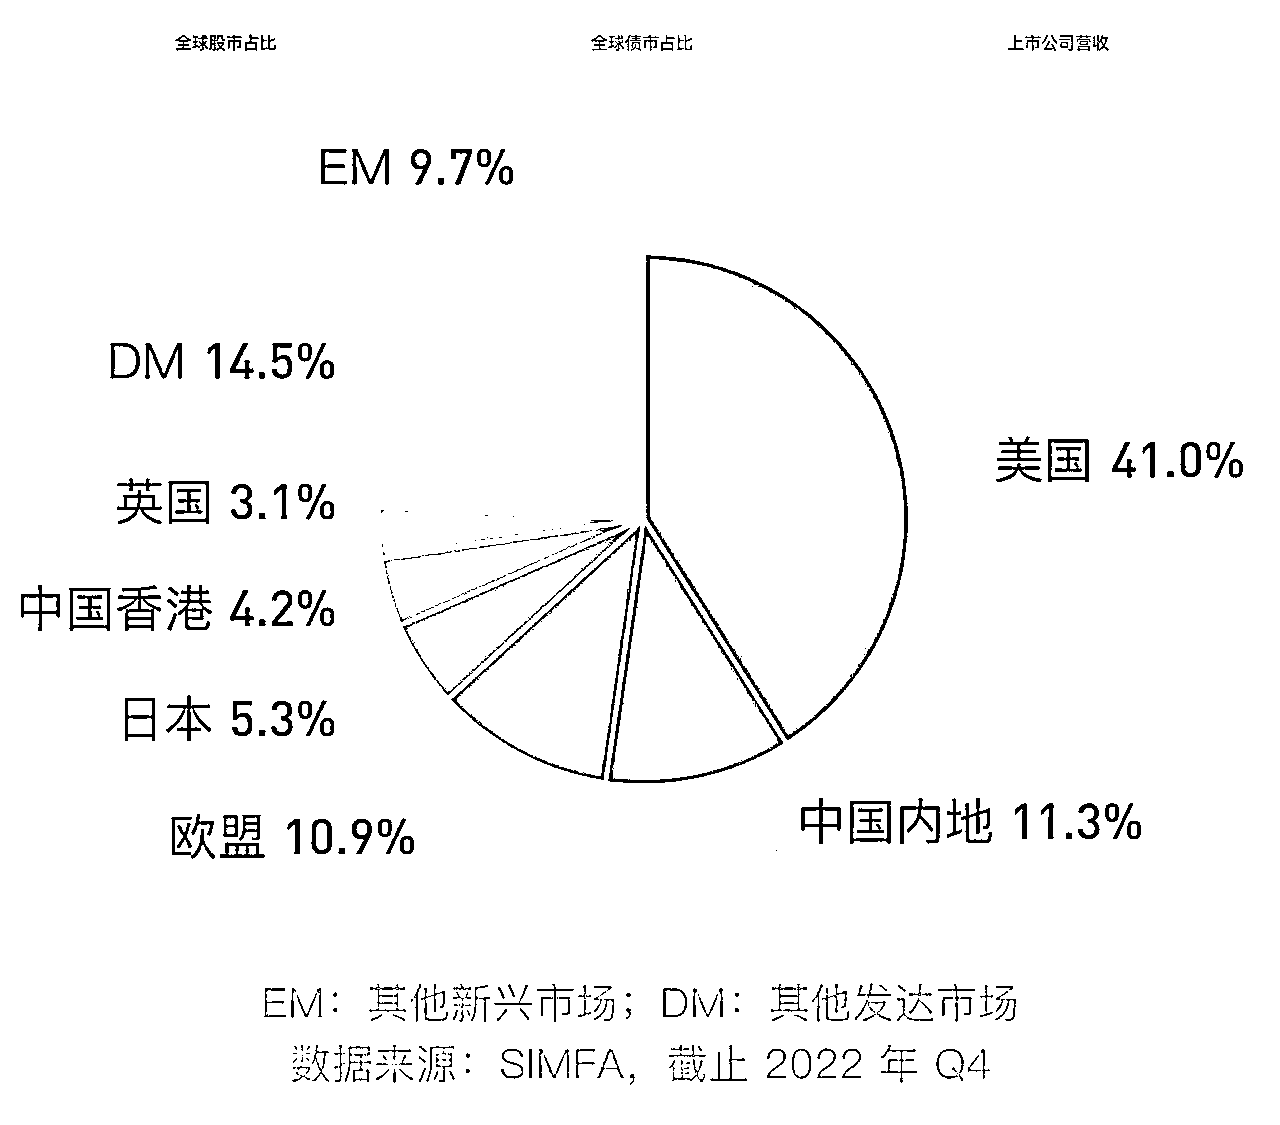 全球股市占比
全球债市占比
上市公司营收
EM 9.7%
DM 14.5%
美国 41.0%
英国 3.1%
中国香港 4.2%
日本 5.3%
中国内地 11.3%
欧盟 10.9%
EM：其他新兴市场；DM：其他发达市场
数据来源：SIMFA，截止 2022 年 Q4